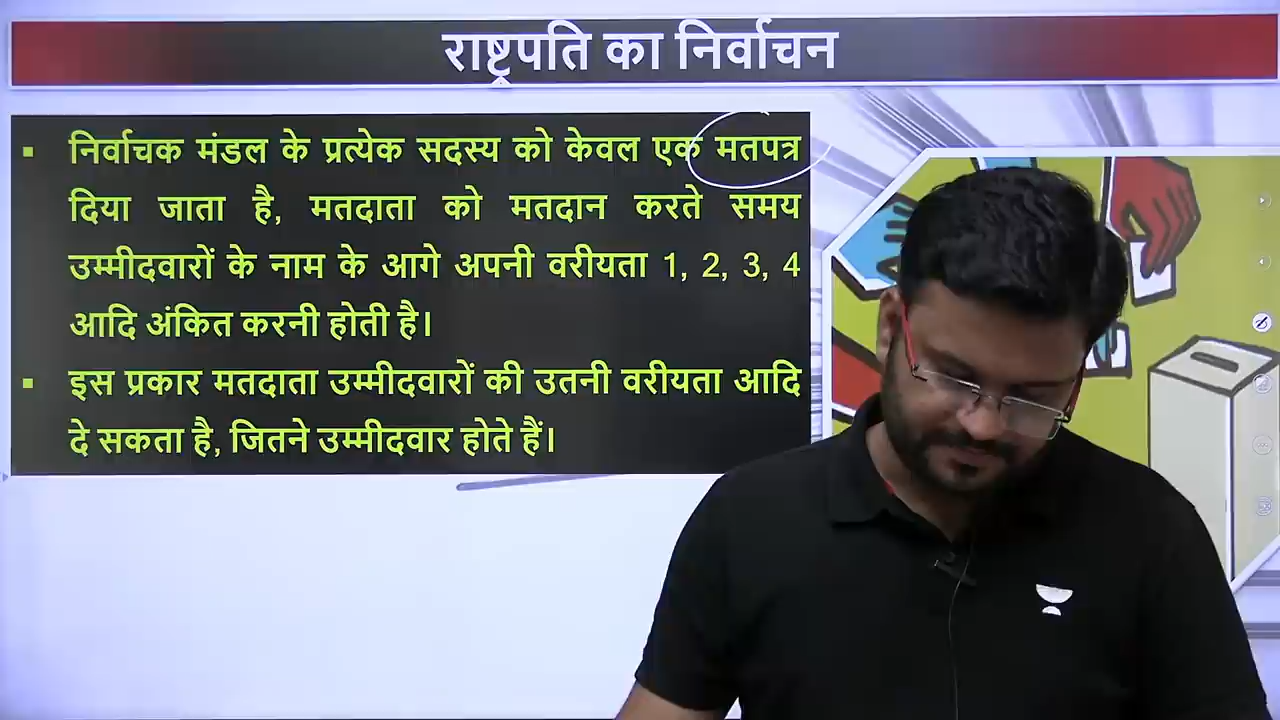 राष्ट्रपति का निर्वाचन
▪ निर्वाचक मंडल के प्रत्येक सदस्य को केवल एक मतपत्र
दिया जाता है, मतदाता को मतदान करते समय
उम्मीदवारों के नाम के आगे अपनी वरीयता 1, 2, 3, 4
आदि अंकित करनी होती है।
▪ इस प्रकार मतदाता उम्मीदवारों की उतनी वरीयता आदि
दे सकता है, जितने उम्मीदवार होते हैं।